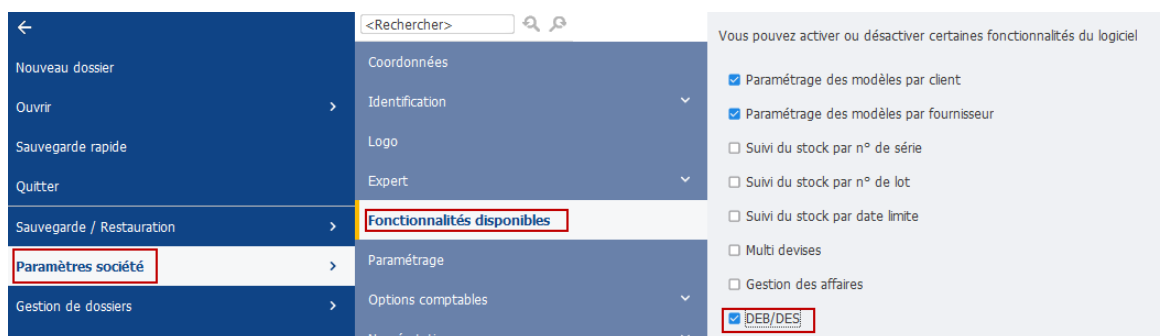 Nouveau dossier
Ouvrir
Sauvegarde rapide
Quitter
Sauvegarde / Restauration
Paramètres société
Gestion de dossiers
<Rechercher>
Coordonnées
Identification
Logo
Expert
Fonctionnalités disponibles
Paramétrage
Options comptables
Vous pouvez activer ou désactiver certaines fonctionnalités du logiciel
Paramétrage des modèles par client
Paramétrage des modèles par fournisseur
Suivi du stock par n° de série
Suivi du stock par n° de lot
Suivi du stock par date limite
Multi devises
Gestion des affaires
DEB/DES